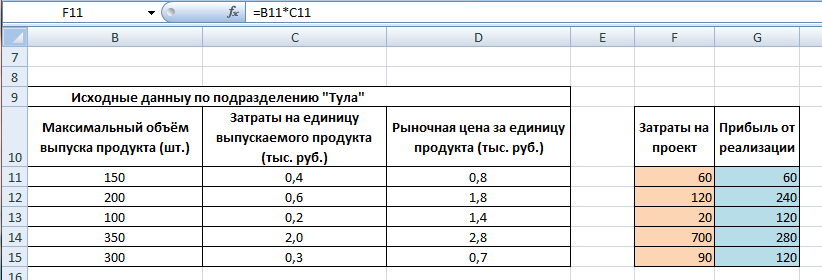 F11 fx =B11*C11
B C D E F G
7
8
9 Исходные данныу по подразделению "Тула"
10 Максимальный объём выпуска продукта (шт.) Затраты на единицу выпускаемого продукта (тыс. руб.) Рыночная цена за единицу продукта (тыс. руб.) Затраты на проект Прибыль от реализации
11 150 0,4 0,8 60 60
12 200 0,6 1,8 120 240
13 100 0,2 1,4 20 120
14 350 2,0 2,8 700 280
15 300 0,3 0,7 90 120
16